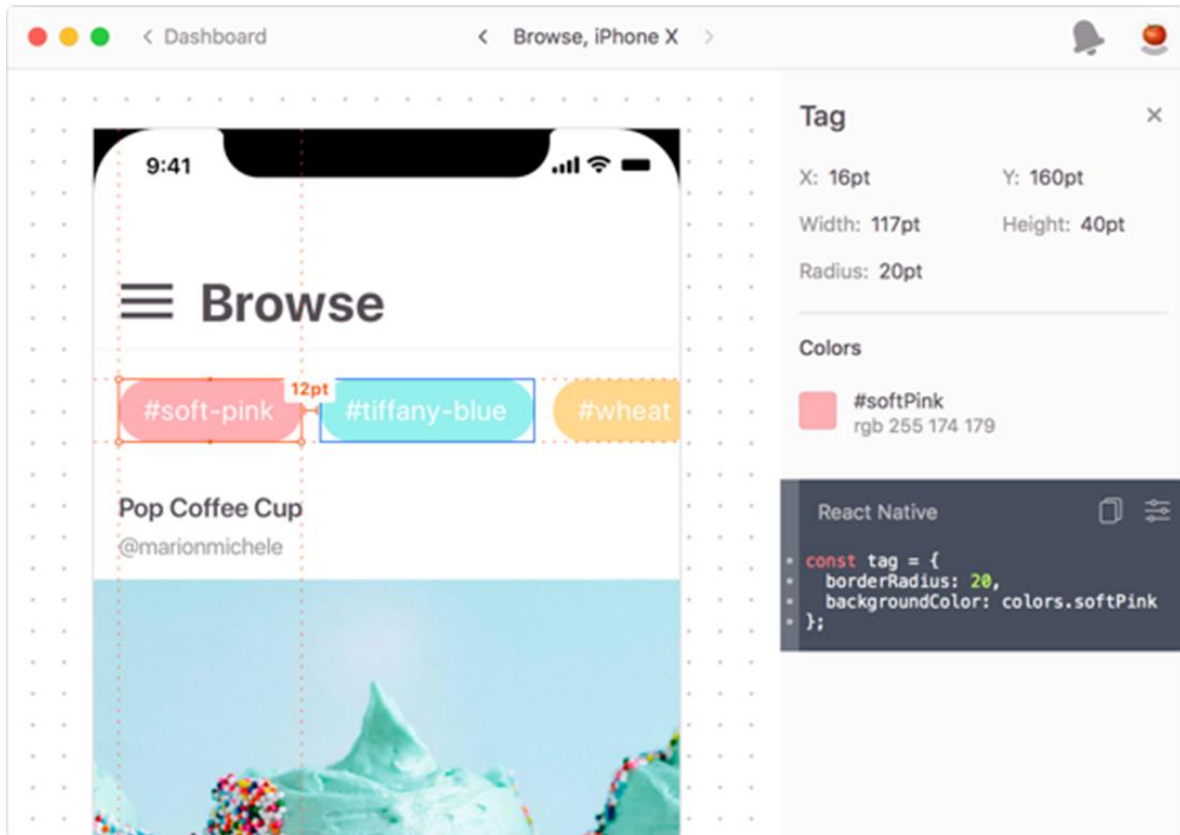 Dashboard
Browse, iPhone X
9:41
Browse
12pt
#soft-pink
#tiffany-blue
#wheat
Pop Coffee Cup
@marionmichele
Tag
X: 16pt
Y: 160pt
Width: 117pt
Height: 40pt
Radius: 20pt
Colors
#softPink
rgb 255 174 179
React Native
const tag = {
  borderRadius: 20,
  backgroundColor: colors.softPink
};